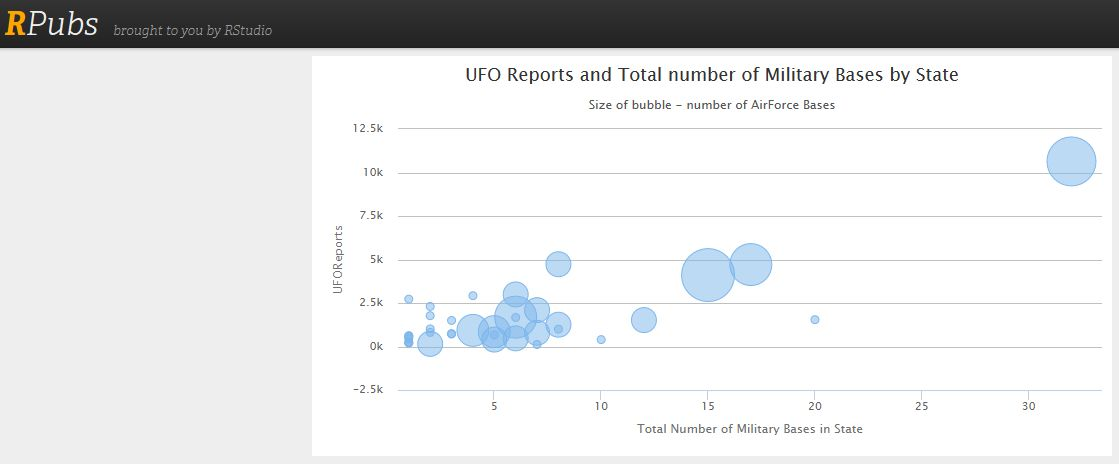 RPubs brought to you by RStudio
UFO Reports and Total number of Military Bases by State
Size of bubble - number of AirForce Bases
12.5k
10k
7.5k
5k
2.5k
0k
-2.5k
UFOReports
5 10 15 20 25 30
Total Number of Military Bases in State